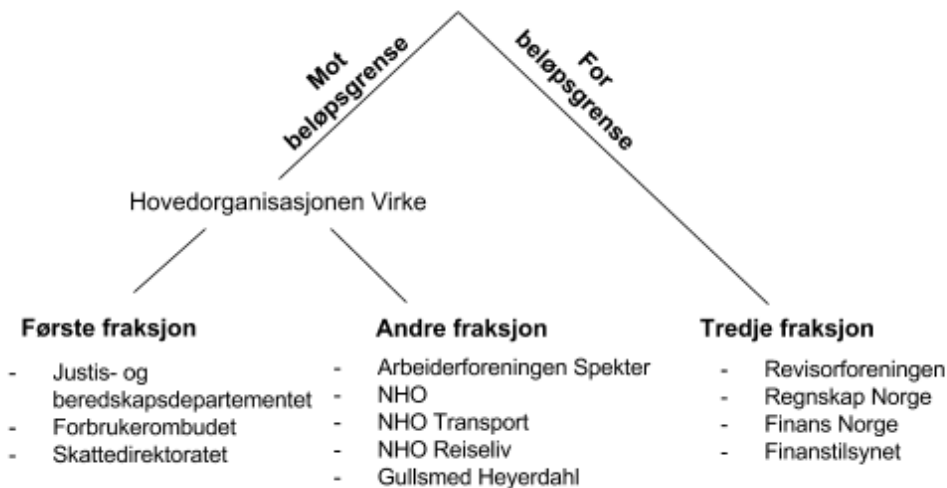 Mot
beløpsgrense
For
beløpsgrense
Hovedorganisasjonen Virke
Første fraksjon
- Justis- og
beredskapsdepartementet
- Forbrukerombudet
- Skattedirektoratet
Andre fraksjon
- Arbeiderforeningen Spekter
- NHO
- NHO Transport
- NHO Reiseliv
- Gullsmed Heyerdahl
Tredje fraksjon
- Revisorforeningen
- Regnskap Norge
- Finans Norge
- Finanstilsynet